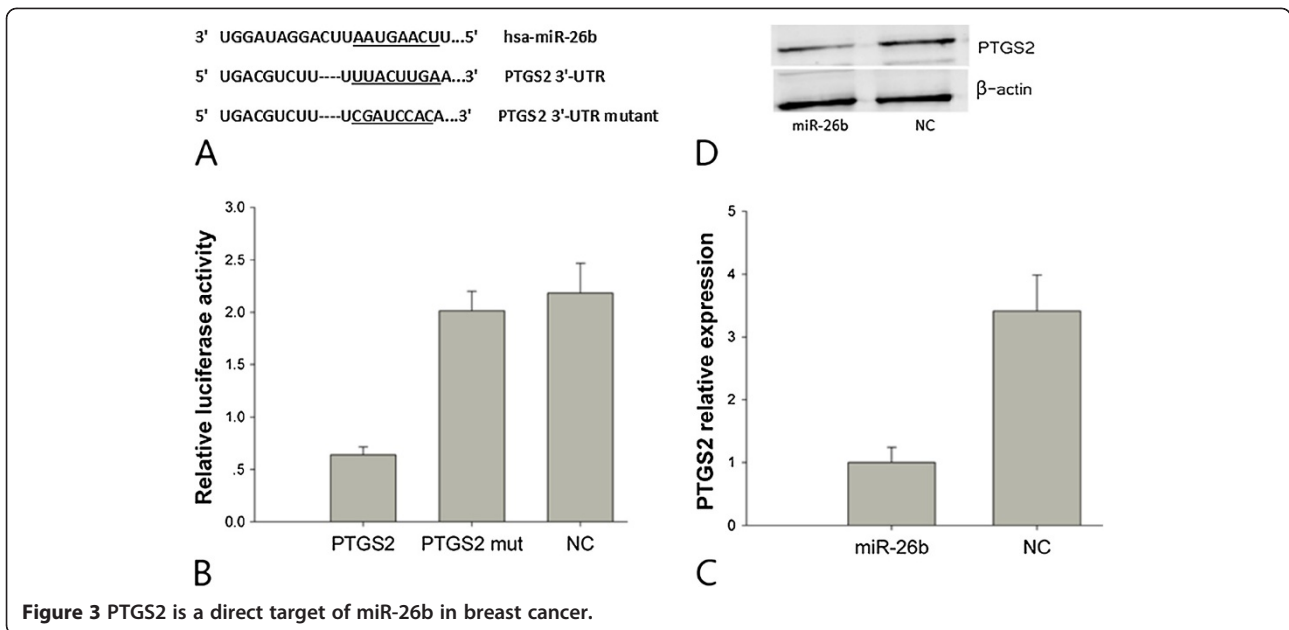 3' UGGAUAGGACUUAAUGAACUU...5' hsa-miR-26b
5' UGACGUCUU----UUUACUUGAA...3' PTGS2 3'-UTR
5' UGACGUCUU----UCGAUCCACA...3' PTGS2 3'-UTR mutant
A
PTGS2
β-actin
miR-26b NC
D
Relative luciferase activity
3.0
2.5
2.0
1.5
1.0
.5
0.0
PTGS2 PTGS2 mut NC
B
PTGS2 relative expression
5
4
3
2
1
0
miR-26b NC
C
Figure 3 PTGS2 is a direct target of miR-26b in breast cancer.